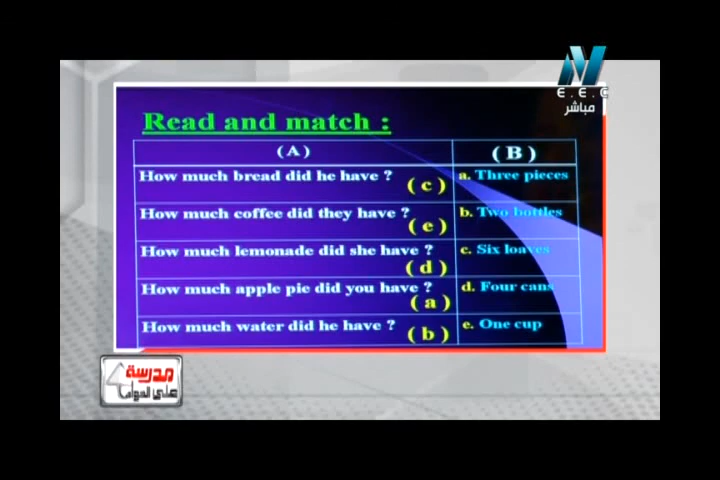 E.E.C
مباشر
Read and match :
( A )
( B )
How much bread did he have ?
( c )
a. Three pieces
How much coffee did they have ?
( e )
b. Two bottles
How much lemonade did she have ?
( d )
c. Six loaves
How much apple pie did you have ?
( a )
d. Four cans
How much water did he have ?
( b )
e. One cup
مدرسة
على الهواء